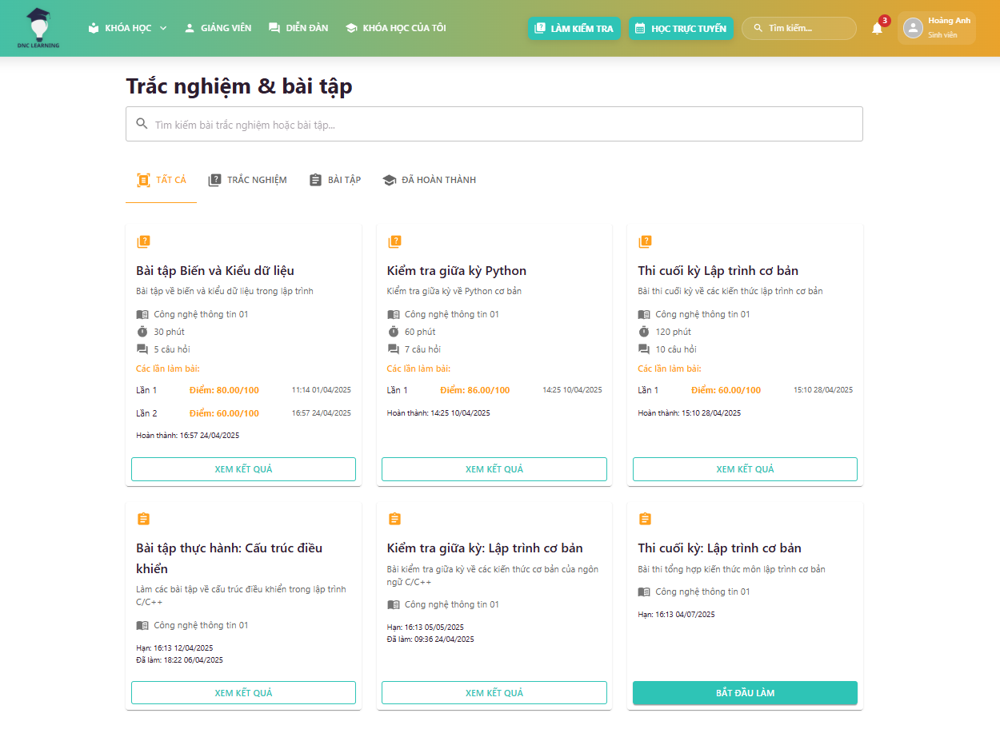 DNC LEARNING
KHÓA HỌC
GIẢNG VIÊN
DIỄN ĐÀN
KHÓA HỌC CỦA TÔI
LÀM KIỂM TRA
HỌC TRỰC TUYẾN
Tìm kiếm...
3
Hoàng Anh
Sinh viên
Trắc nghiệm & bài tập
Tìm kiếm bài trắc nghiệm hoặc bài tập...
TẤT CẢ
TRẮC NGHIỆM
BÀI TẬP
ĐÃ HOÀN THÀNH
Bài tập Biến và Kiểu dữ liệu
Bài tập về biến và kiểu dữ liệu trong lập trình
Công nghệ thông tin 01
30 phút
5 câu hỏi
Các lần làm bài:
Lần 1 Điểm: 80.00/100 11:14 01/04/2025
Lần 2 Điểm: 60.00/100 16:57 24/04/2025
Hoàn thành: 16:57 24/04/2025
XEM KẾT QUẢ
Kiểm tra giữa kỳ Python
Kiểm tra giữa kỳ về Python cơ bản
Công nghệ thông tin 01
60 phút
7 câu hỏi
Các lần làm bài:
Lần 1 Điểm: 86.00/100 14:25 10/04/2025
Hoàn thành: 14:25 10/04/2025
XEM KẾT QUẢ
Thi cuối kỳ Lập trình cơ bản
Bài thi cuối kỳ về các kiến thức lập trình cơ bản
Công nghệ thông tin 01
120 phút
10 câu hỏi
Các lần làm bài:
Lần 1 Điểm: 60.00/100 15:10 28/04/2025
Hoàn thành: 15:10 28/04/2025
XEM KẾT QUẢ
Bài tập thực hành: Cấu trúc điều
khiển
Làm các bài tập về cấu trúc điều khiển trong lập trình
C/C++
Công nghệ thông tin 01
Hạn: 16:13 12/04/2025
Đã làm: 18:22 06/04/2025
XEM KẾT QUẢ
Kiểm tra giữa kỳ: Lập trình cơ bản
Bài kiểm tra giữa kỳ về các kiến thức cơ bản của ngôn
ngữ C/C++
Công nghệ thông tin 01
Hạn: 16:13 05/05/2025
Đã làm: 09:36 24/04/2025
XEM KẾT QUẢ
Thi cuối kỳ: Lập trình cơ bản
Bài thi tổng hợp kiến thức môn lập trình cơ bản
Công nghệ thông tin 01
Hạn: 16:13 04/07/2025
BẮT ĐẦU LÀM